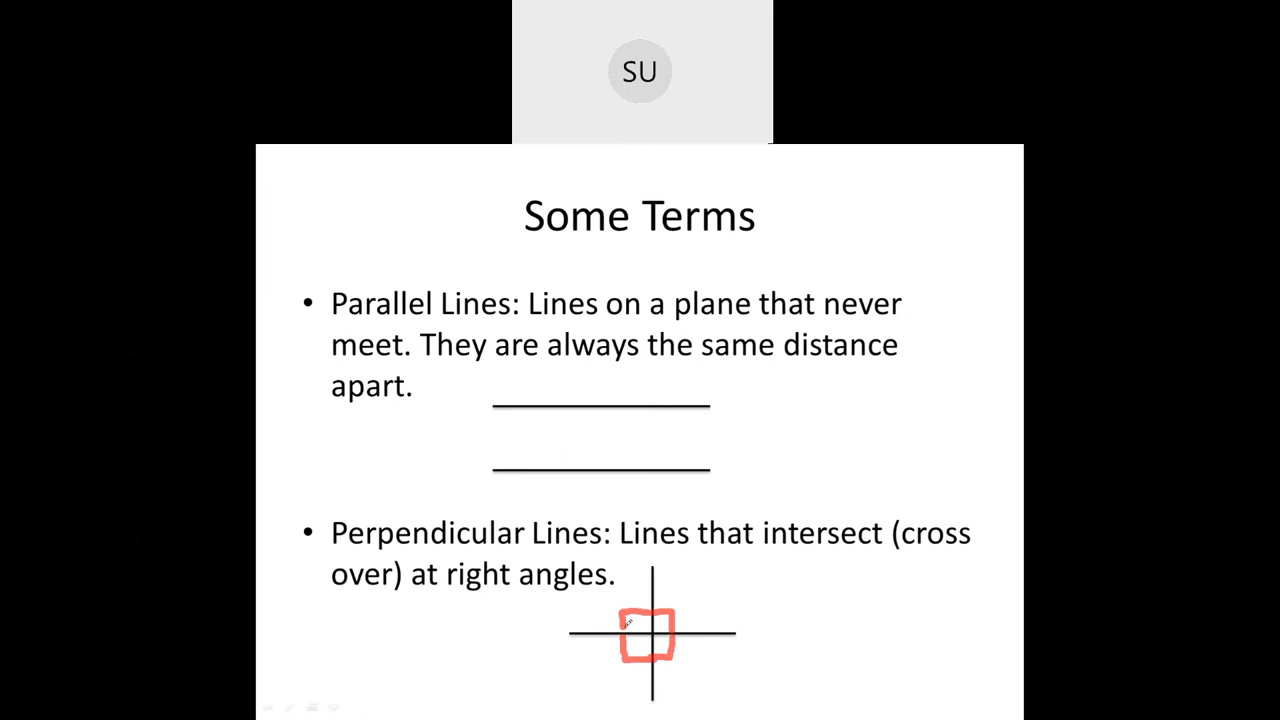 SU
Some Terms
• Parallel Lines: Lines on a plane that never
meet. They are always the same distance
apart.
• Perpendicular Lines: Lines that intersect (cross
over) at right angles.